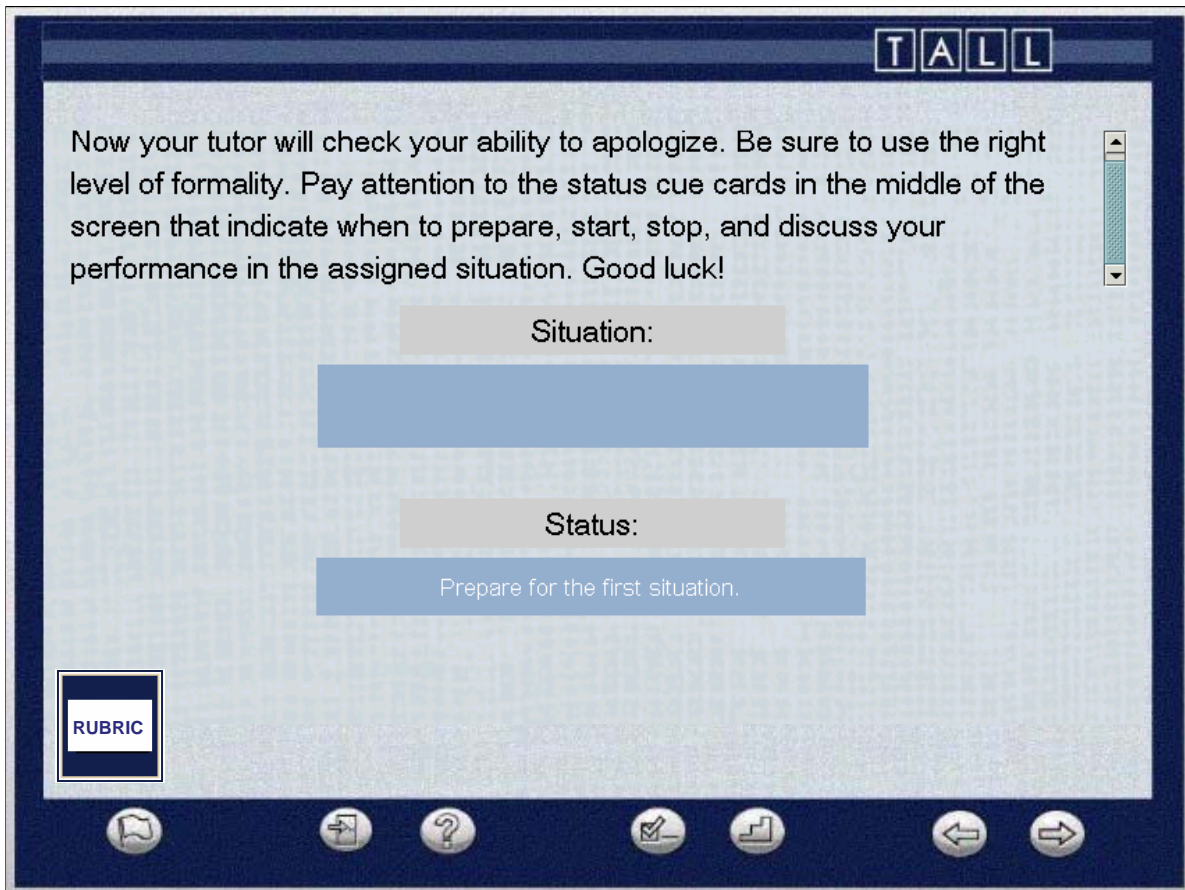 TALL
Now your tutor will check your ability to apologize. Be sure to use the right
level of formality. Pay attention to the status cue cards in the middle of the
screen that indicate when to prepare, start, stop, and discuss your
performance in the assigned situation. Good luck!
Situation:
Status:
Prepare for the first situation.
RUBRIC
?